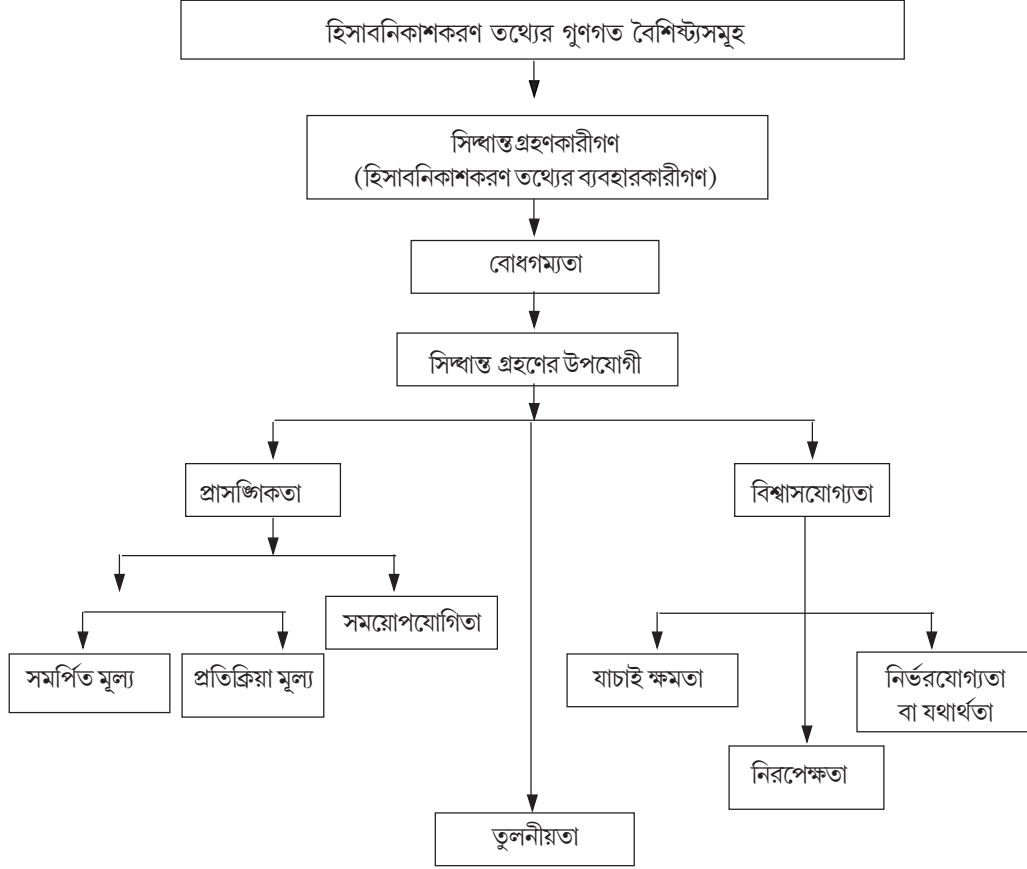 হিসাবনিকাশকরণ তথ্যের গুণগত বৈশিষ্ট্যসমূহ
সিদ্ধান্ত গ্রহণকারীগণ
(হিসাবনিকাশকরণ তথ্যের ব্যবহারকারীগণ)
বোধগম্যতা
সিদ্ধান্ত গ্রহণের উপযোগী
প্রাসঙ্গিকতা
বিশ্বাসযোগ্যতা
সময়োপযোগিতা
সমর্পিত মূল্য
প্রতিক্রিয়া মূল্য
যাচাই ক্ষমতা
নির্ভরযোগ্যতা
বা যথার্থতা
নিরপেক্ষতা
তুলনীয়তা